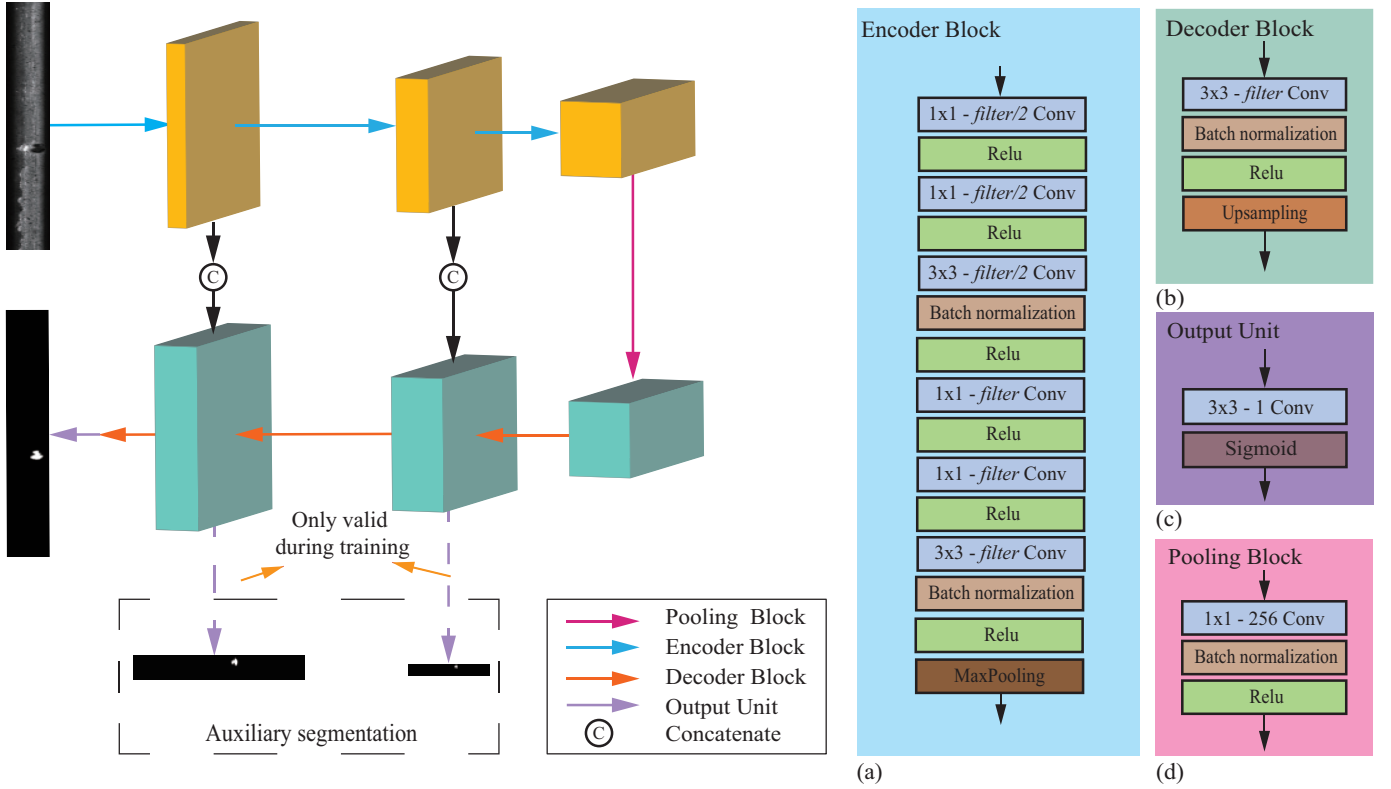 C
C
Only valid
during training
Auxiliary segmentation
Pooling Block
Encoder Block
Decoder Block
Output Unit
C Concatenate
Encoder Block
1x1 - filter/2 Conv
Relu
1x1 - filter/2 Conv
Relu
3x3 - filter/2 Conv
Batch normalization
Relu
1x1 - filter Conv
Relu
1x1 - filter Conv
Relu
3x3 - filter Conv
Batch normalization
Relu
MaxPooling
(a)
Decoder Block
3x3 - filter Conv
Batch normalization
Relu
Upsampling
(b)
Output Unit
3x3 - 1 Conv
Sigmoid
(c)
Pooling Block
1x1 - 256 Conv
Batch normalization
Relu
(d)